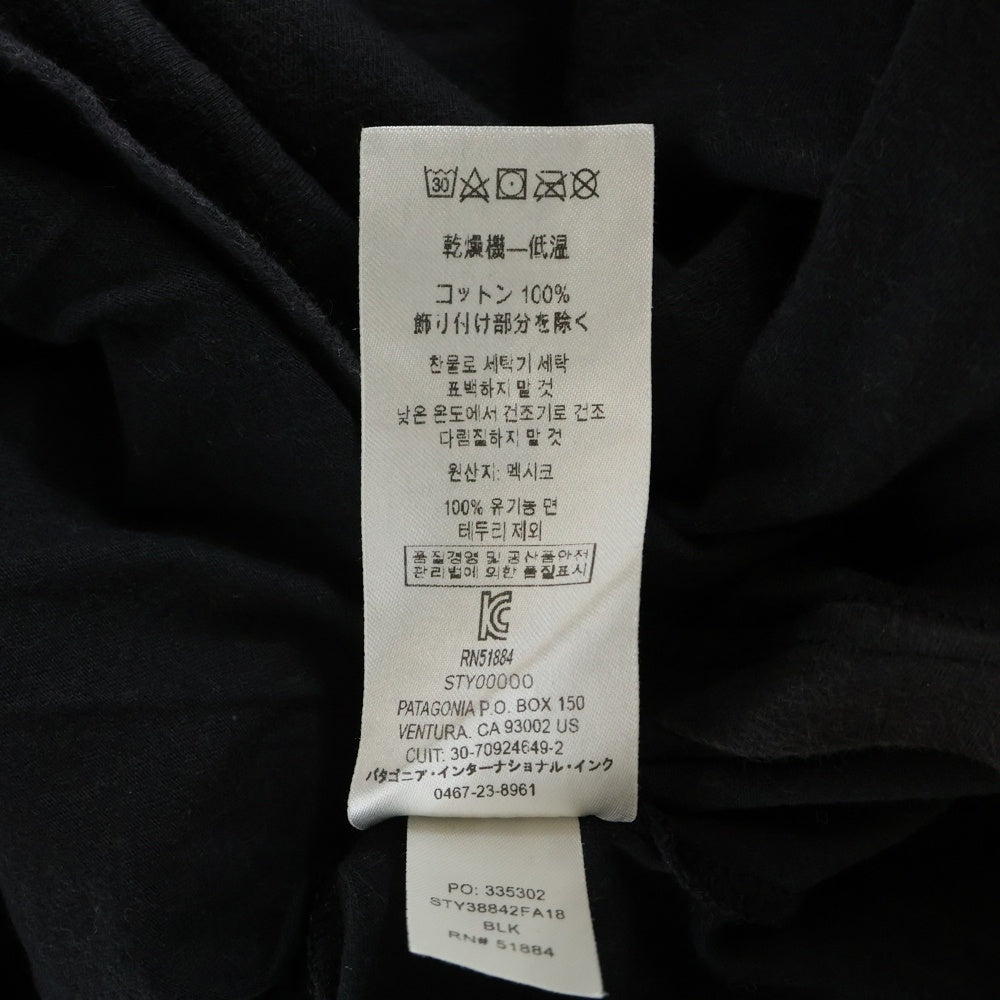 30
乾燥機—低温
コットン 100%
飾り付け部分を除く
찬물로 세탁기 세탁
표백하지 말 것
낮은 온도에서 건조기로 건조
다림질하지 말 것
원산지: 멕시코
100% 유기농 면
테두리 제외
품질경영 및 공산품안전
관리법에 의한 품질표시
KC
RN51884
STY00000
PATAGONIA P.O. BOX 150
VENTURA. CA 93002 US
CUIT: 30-70924649-2
パタゴニア・インターナショナル・インク
0467-23-8961
PO: 335302
STY38842FA18
BLK
RN# 51884